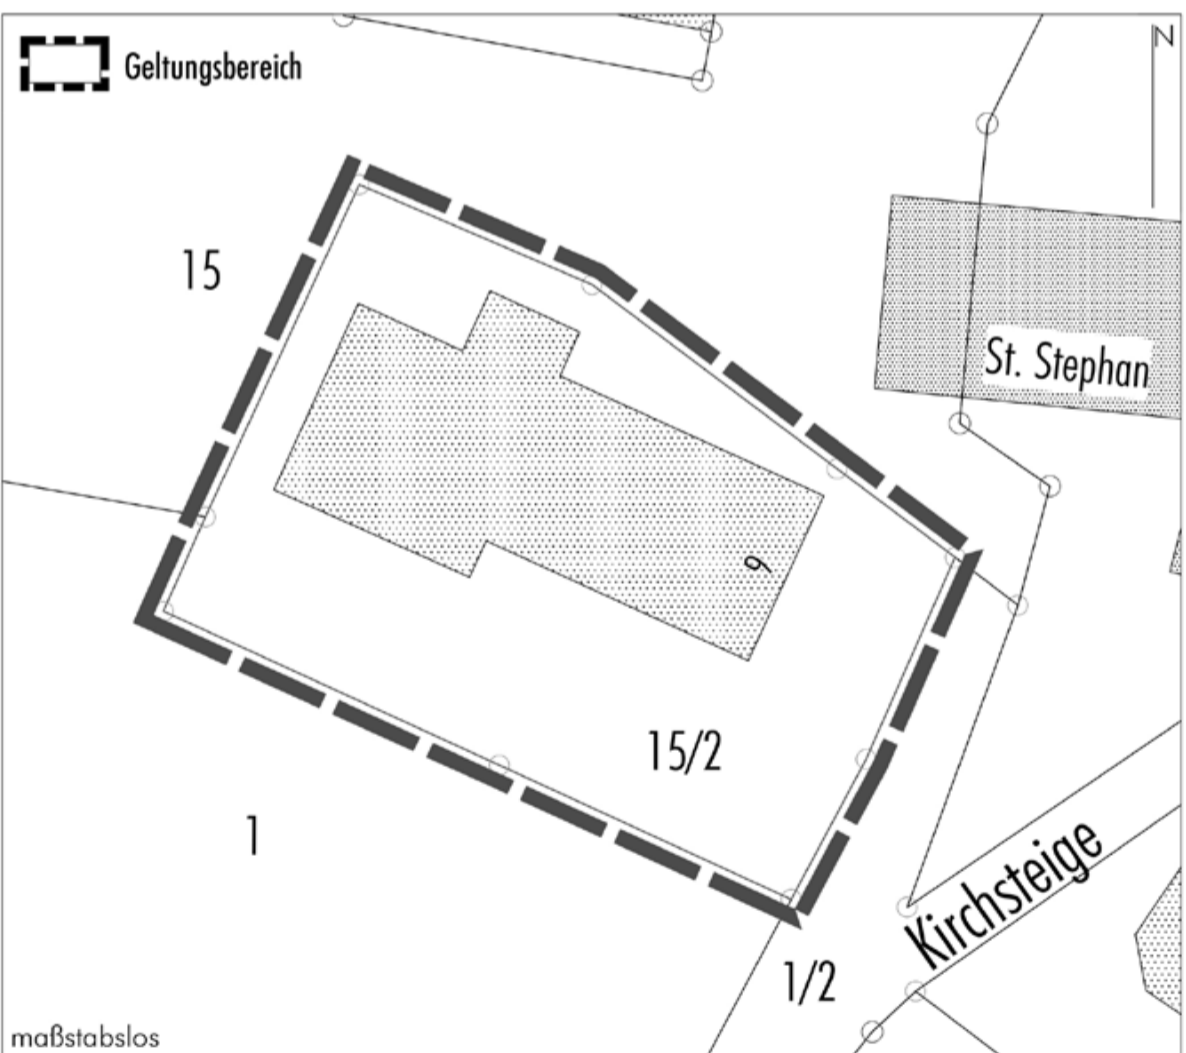 Geltungsbereich
N
15
St. Stephan
9
15/2
1
Kirchsteige
1/2
maßstabslos